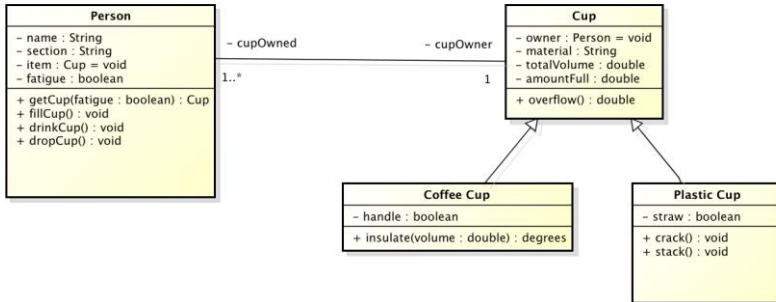 Person
- name : String
- section : String
- item : Cup = void
- fatigue : boolean
+ getCup(fatigue : boolean) : Cup
+ fillCup() : void
+ drinkCup() : void
+ dropCup() : void
- cupOwned
1..*
- cupOwner
1
Cup
- owner : Person = void
- material : String
- totalVolume : double
- amountFull : double
+ overflow() : double
Coffee Cup
- handle : boolean
+ insulate(volume : double) : degrees
Plastic Cup
- straw : boolean
+ crack() : void
+ stack() : void